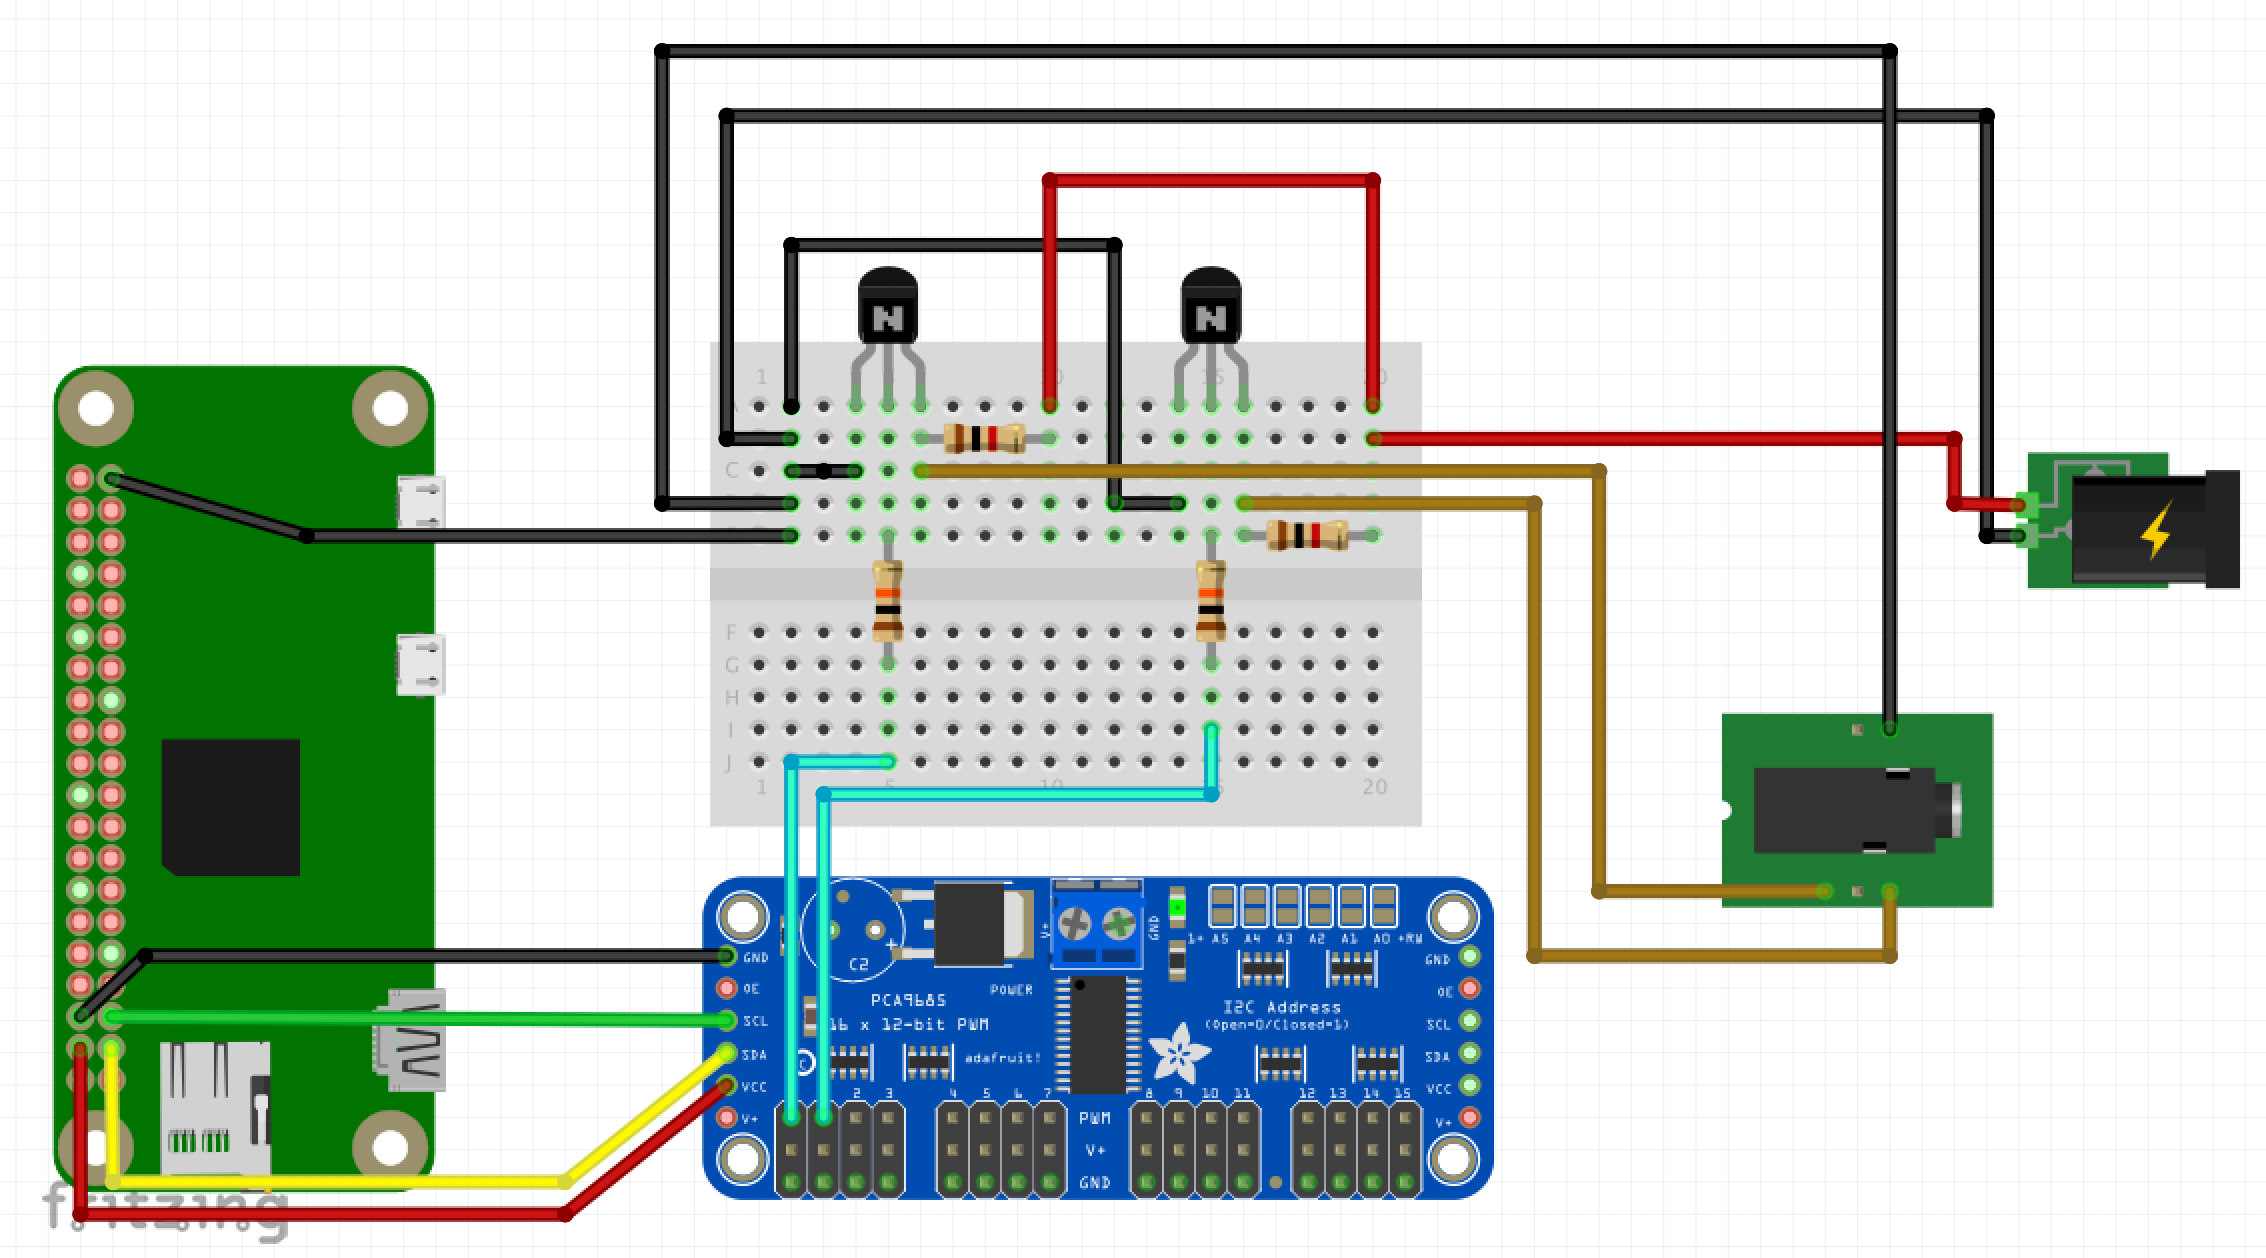 1 10 15 20
N N
A
C
F
G
H
I
J
1 5 10 15 20
V+ GND
1+ A5 A4 A3 A2 A1 A0 +RW
GND C2 GND
OE PCA9685 POWER I2C Address OE
SCL 16 x 12-bit PWM (Open=0/Closed=1) SCL
SDA adafruit! SDA
VCC VCC
2 3 4 5 6 7 8 9 10 11 12 13 14 15
V+ PWM V+
V+
GND
fritzing